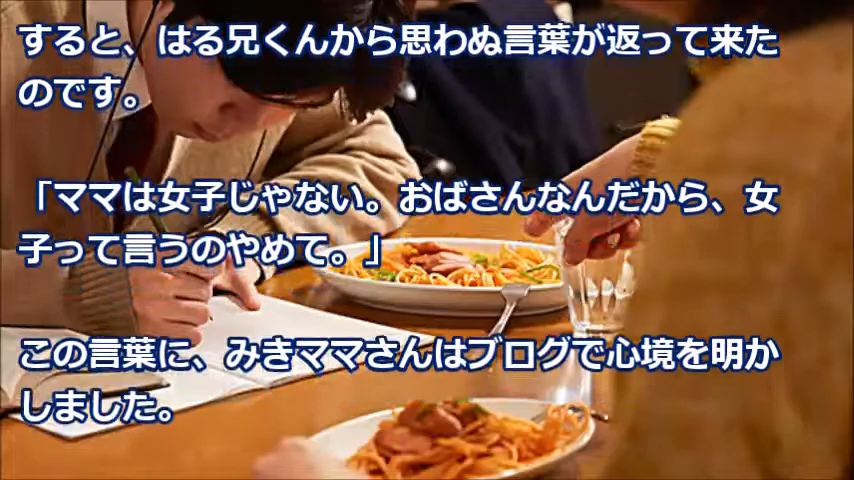 すると、はる兄くんから思わぬ言葉が返って来た
のです。
「ママは女子じゃない。おばさんなんだから、女
子って言うのやめて。」
この言葉に、みきママさんはブログで心境を明か
しました。